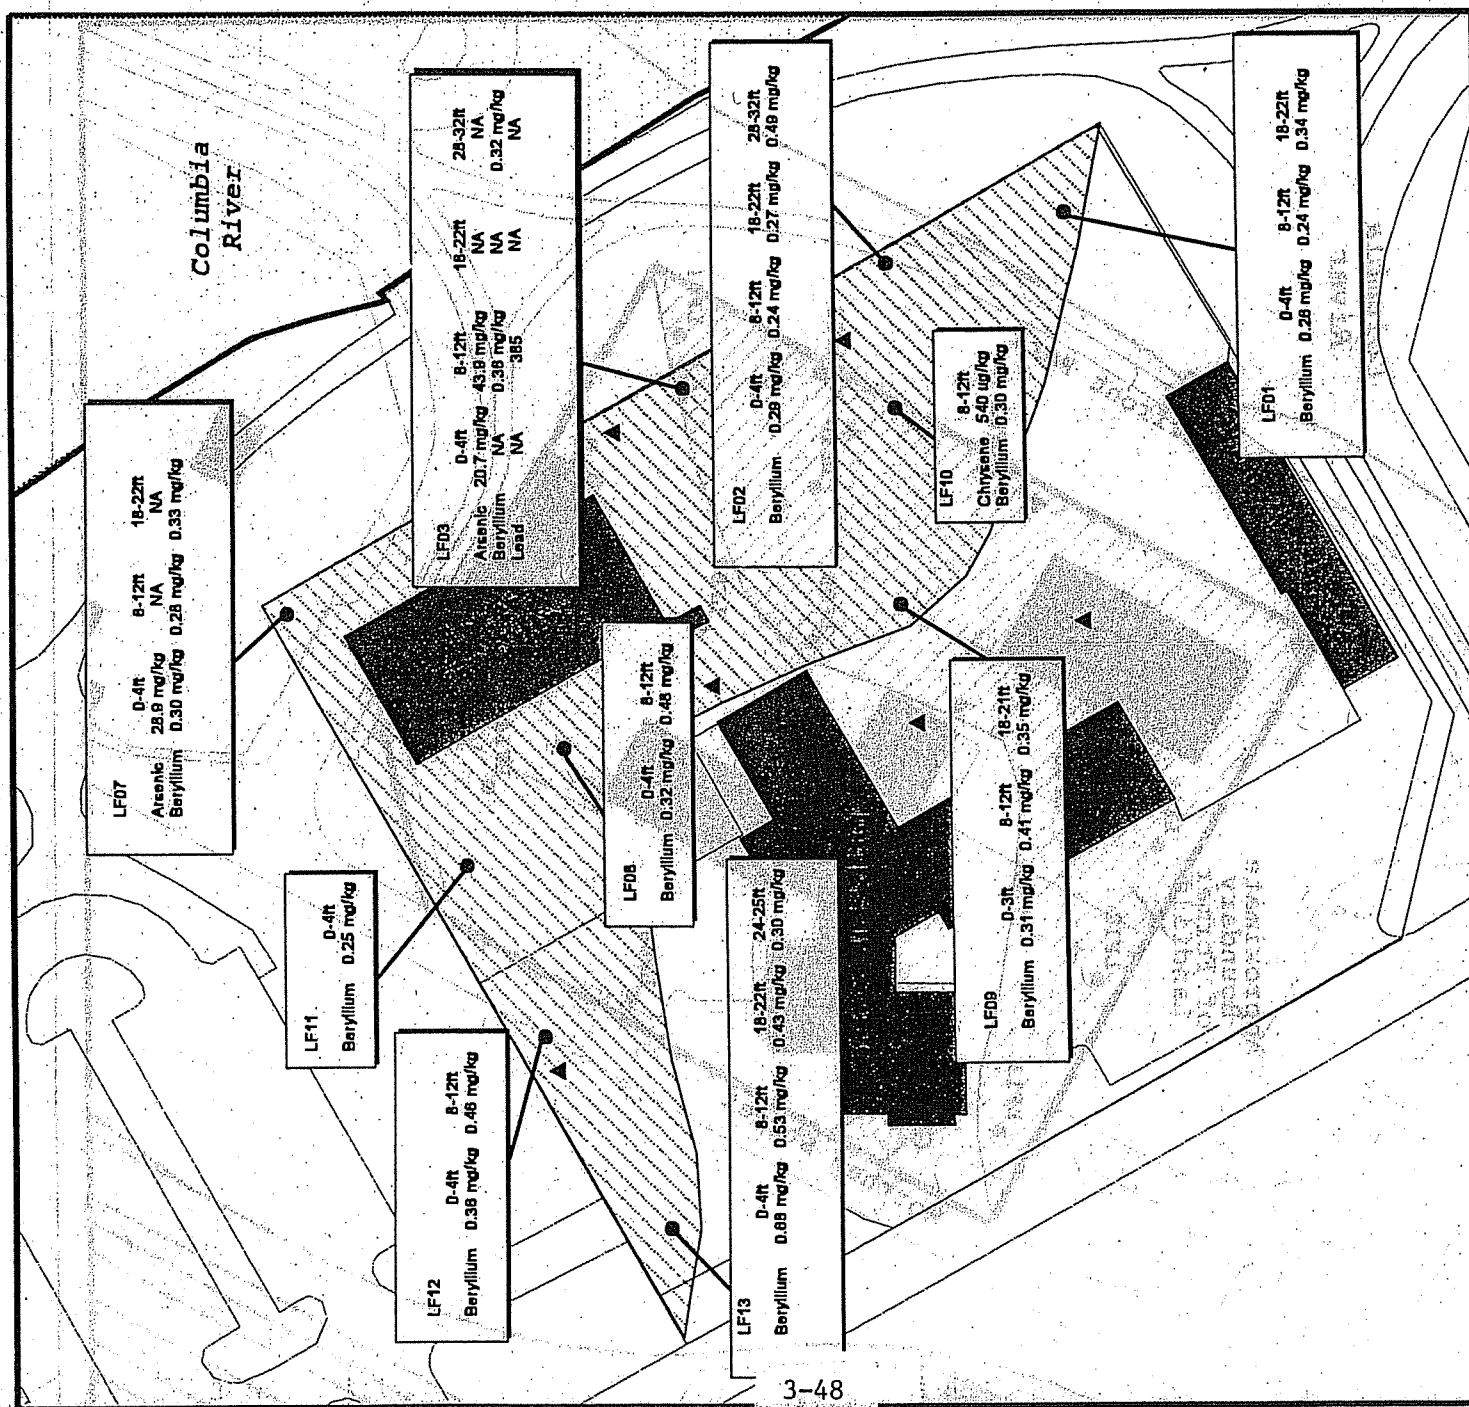 Columbia
River
LF07
0-4ft 8-12ft 18-22ft
Arsenic 28.9 mg/kg NA NA
Beryllium 0.30 mg/kg 0.28 mg/kg 0.33 mg/kg
LF03
0-4ft 8-12ft 18-22ft 28-32ft
Arsenic 20.7 mg/kg 43.9 mg/kg NA NA
Beryllium NA 0.38 mg/kg NA 0.32 mg/kg
Lead NA 385 NA NA
LF02
0-4ft 8-12ft 18-22ft 28-32ft
Beryllium 0.29 mg/kg 0.24 mg/kg 0.27 mg/kg 0.49 mg/kg
LF01
0-4ft 8-12ft 18-22ft
Beryllium 0.28 mg/kg 0.24 mg/kg 0.34 mg/kg
LF10
8-12ft
Chrysene 540 ug/kg
Beryllium 0.30 mg/kg
LF11
0-4ft
Beryllium 0.25 mg/kg
LF08
0-4ft 8-12ft
Beryllium 0.32 mg/kg 0.48 mg/kg
LF09
0-3ft 8-12ft 18-21ft
Beryllium 0.31 mg/kg 0.41 mg/kg 0.35 mg/kg
LF12
0-4ft 8-12ft
Beryllium 0.38 mg/kg 0.46 mg/kg
LF13
0-4ft 8-12ft 18-22ft 24-25ft
Beryllium 0.68 mg/kg 0.53 mg/kg 0.43 mg/kg 0.30 mg/kg
3-48